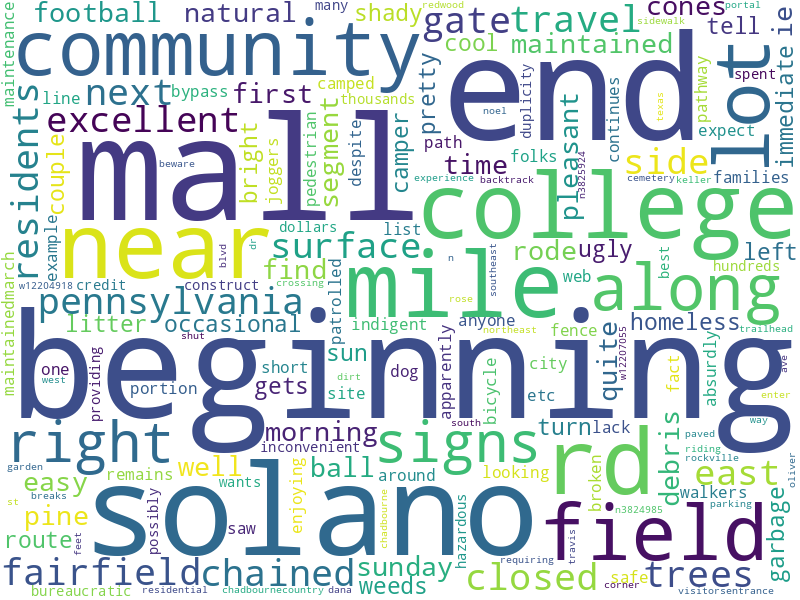 football natural shady many redwood gate travel cones sidewalk portal
maintenance community cool maintained tell immediate ie
residents line next bypass camped first thousands pretty end duplicity pathway lot spent
excellent bright despite camper path noel continues texas expect
couple mall beware joggers pedestrian segment time folks pleasant side families
experience backtrack n3825924 cemetery keller
example near dollars list college left
blvd dr surface rode ugly best
maintainedmarch w12204918 credit construct find crossing patrolled mile n southeast web along hundreds
pennsylvania rose
litter occasional indigent anyone northeast fence homeless trailhead
shut sun apparently quite w12207055 fact absurdly
one west providing beginning short dirt dog bicycle city ave
portion gets site etc enter
right morning south turn lack debris way
inconvenient signs rd paved
garden well ball around looking broken riding east rockville oliver
easy remains wants enjoying walkers
st pine possibly saw solano chadbourne hazardous n3824985 parking garbage
route breaks feet requiring travis field
fairfield chained sunday closed safe trees
bureaucratic residential chadbournecountry dana weeds corner visitorsentrance